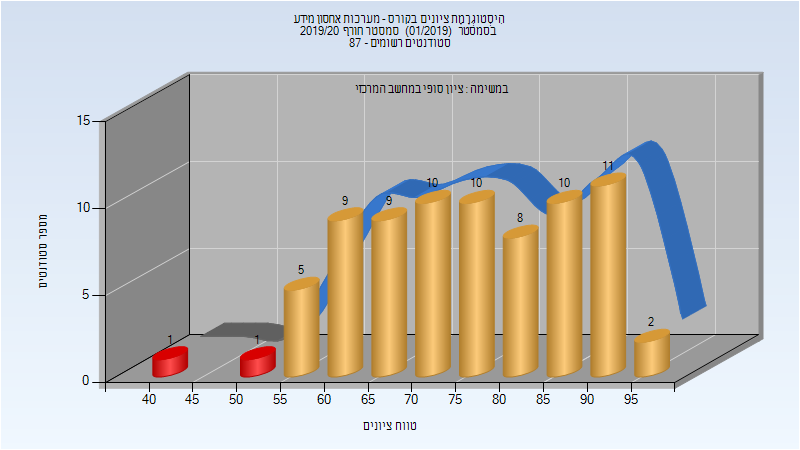 היסטוגרמת ציונים בקורס - מערכות אחסון מידע
בסמסטר (01/2019) סמסטר חורף 2019/20
סטודנטים רשומים - 87
במשימה : ציון סופי במחשב המרכזי
15
10
5
0
מספר סטודנטים
1
1
5
9
9
10
10
8
10
11
2
40 45 50 55 60 65 70 75 80 85 90 95
טווח ציונים